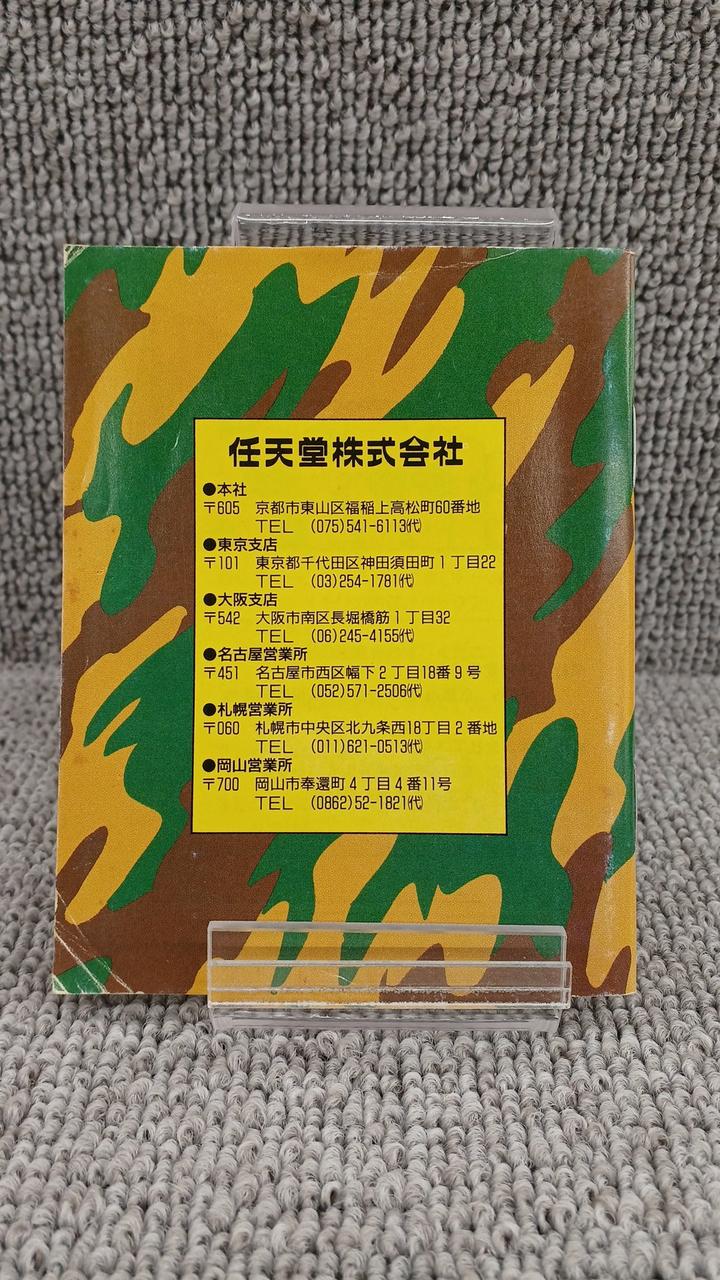 任天堂株式会社
●本社
〒605 京都市東山区福稲上高松町60番地
TEL (075)541-6113㈹
●東京支店
〒101 東京都千代田区神田須田町1丁目22
TEL (03)254-1781㈹
●大阪支店
〒542 大阪市南区長堀橋筋1丁目32
TEL (06)245-4155㈹
●名古屋営業所
〒451 名古屋市西区幅下2丁目18番9号
TEL (052)571-2506㈹
●札幌営業所
〒060 札幌市中央区北九条西18丁目2番地
TEL (011)621-0513㈹
●岡山営業所
〒700 岡山市奉還町4丁目4番11号
TEL (0862)52-1821㈹